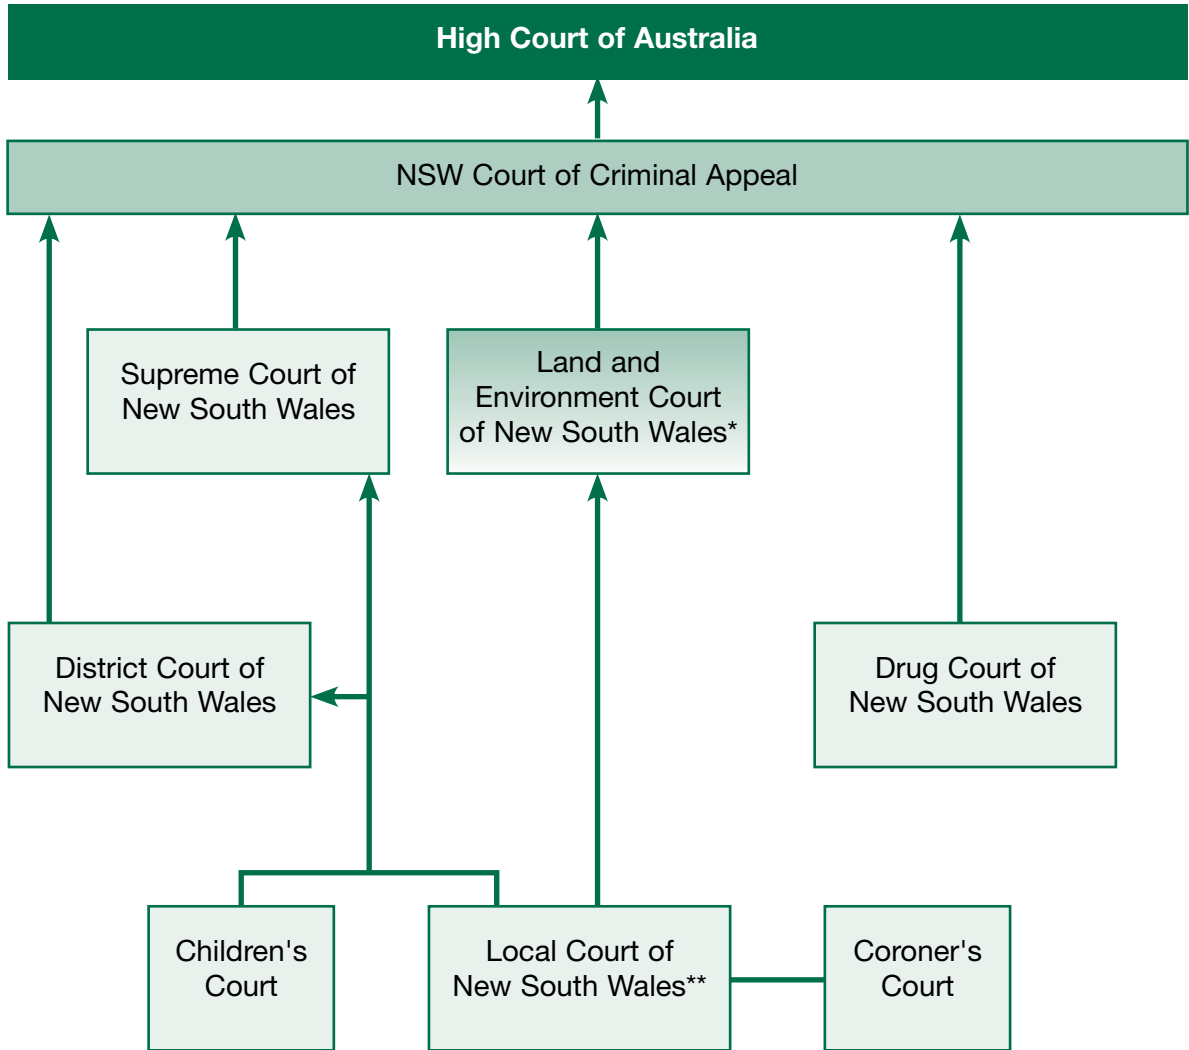 High Court of Australia
NSW Court of Criminal Appeal
Supreme Court of
New South Wales
Land and
Environment Court
of New South Wales*
District Court of
New South Wales
Drug Court of
New South Wales
Children's
Court
Local Court of
New South Wales**
Coroner's
Court